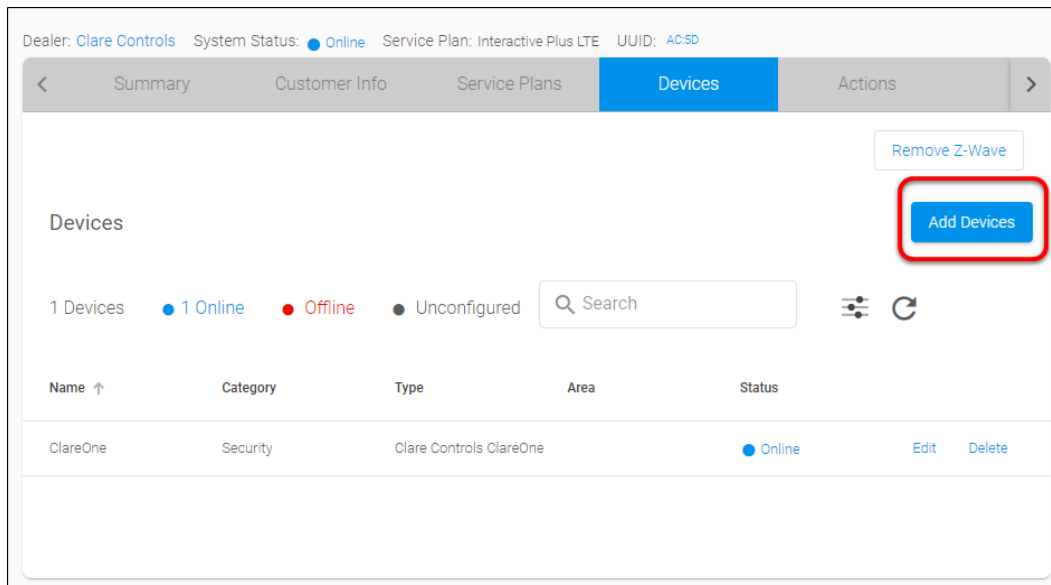 Dealer: Clare Controls System Status: Online Service Plan: Interactive Plus LTE UUID: AC:5D
Summary Customer Info Service Plans Devices Actions
Remove Z-Wave
Devices Add Devices
1 Devices 1 Online Offline Unconfigured Search
Name Category Type Area Status
ClareOne Security Clare Controls ClareOne Online Edit Delete